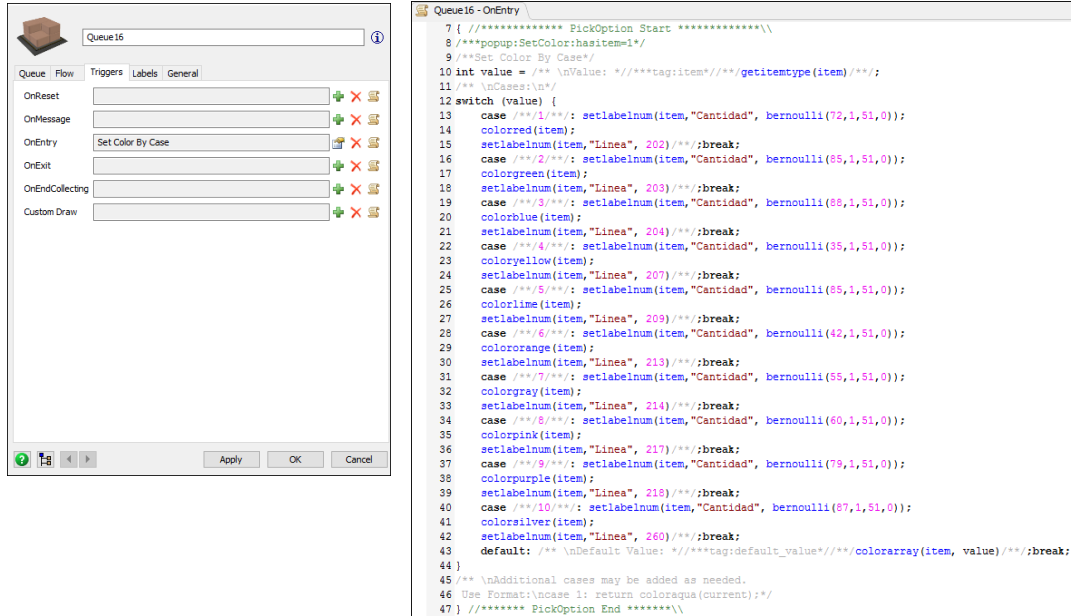 Queue16
Queue Flow Triggers Labels General
OnReset
OnMessage
OnEntry Set Color By Case
OnExit
OnEndCollecting
Custom Draw
Apply OK Cancel
Queue16 - OnEntry
7 { //************* PickOption Start *************\\
8 /***popup:SetColor:hasitem=1*/
9 /**Set Color By Case*/
10 int value = /** \nValue: *//***tag:item*//**/getitemtype(item)/**/;
11 /** \nCases:\n*/
12 switch (value) {
13 case /**/1/**/: setlabelnum(item,"Cantidad", bernoulli(72,1,51,0));
14 colorred(item);
15 setlabelnum(item,"Linea", 202)/**/;break;
16 case /**/2/**/: setlabelnum(item,"Cantidad", bernoulli(85,1,51,0));
17 colorgreen(item);
18 setlabelnum(item,"Linea", 203)/**/;break;
19 case /**/3/**/: setlabelnum(item,"Cantidad", bernoulli(88,1,51,0));
20 colorblue(item);
21 setlabelnum(item,"Linea", 204)/**/;break;
22 case /**/4/**/: setlabelnum(item,"Cantidad", bernoulli(35,1,51,0));
23 coloryellow(item);
24 setlabelnum(item,"Linea", 207)/**/;break;
25 case /**/5/**/: setlabelnum(item,"Cantidad", bernoulli(85,1,51,0));
26 colorlime(item);
27 setlabelnum(item,"Linea", 209)/**/;break;
28 case /**/6/**/: setlabelnum(item,"Cantidad", bernoulli(42,1,51,0));
29 colororange(item);
30 setlabelnum(item,"Linea", 213)/**/;break;
31 case /**/7/**/: setlabelnum(item,"Cantidad", bernoulli(55,1,51,0));
32 colorgray(item);
33 setlabelnum(item,"Linea", 214)/**/;break;
34 case /**/8/**/: setlabelnum(item,"Cantidad", bernoulli(60,1,51,0));
35 colorpink(item);
36 setlabelnum(item,"Linea", 217)/**/;break;
37 case /**/9/**/: setlabelnum(item,"Cantidad", bernoulli(79,1,51,0));
38 colorpurple(item);
39 setlabelnum(item,"Linea", 218)/**/;break;
40 case /**/10/**/: setlabelnum(item,"Cantidad", bernoulli(87,1,51,0));
41 colorsilver(item);
42 setlabelnum(item,"Linea", 260)/**/;break;
43 default: /** \nDefault Value: *//***tag:default_value*//**/colorarray(item, value)/**/;break;
44 }
45 /** \nAdditional cases may be added as needed.
46 Use Format:\ncase 1: return coloraqua(current);*/
47 } //******* PickOption End *******\\